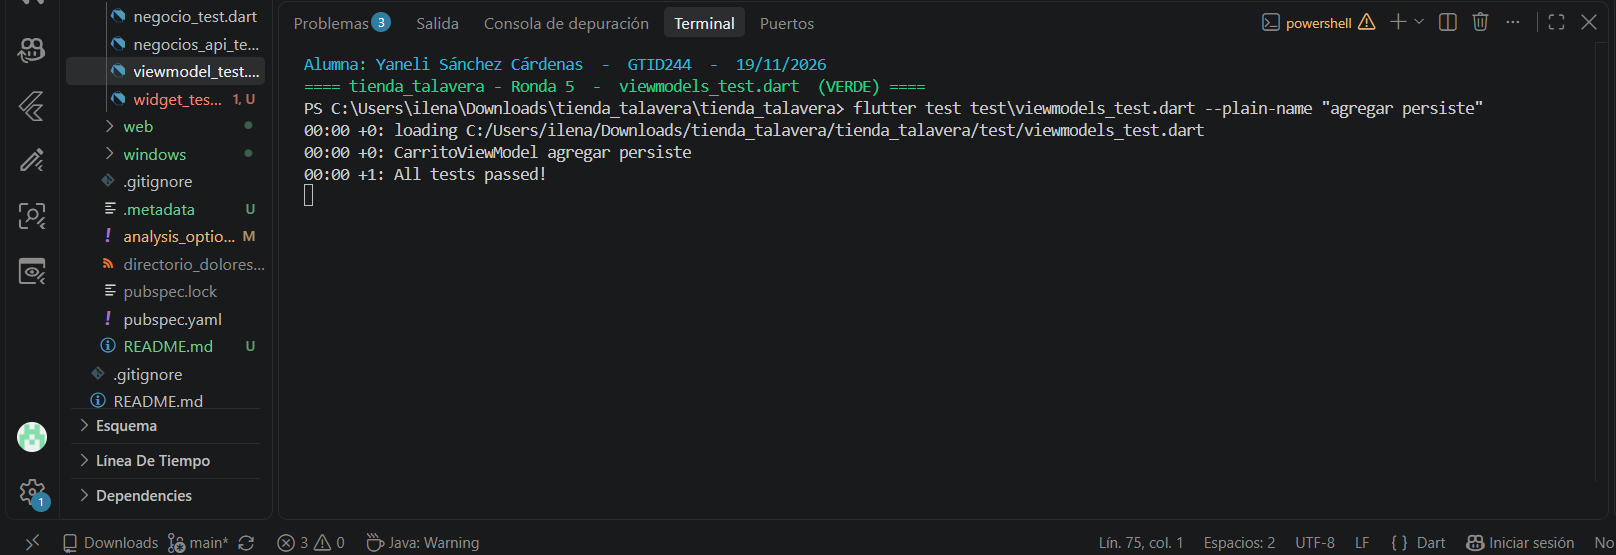 negocio_test.dart
negocios_api_te...
viewmodel_test....
widget_tes... 1, U
web
windows
.gitignore
.metadata U
analysis_optio... M
directorio_dolores...
pubspec.lock
pubspec.yaml
README.md U
.gitignore
README.md
Esquema
Línea De Tiempo
Dependencies
1
Problemas 3 Salida Consola de depuración Terminal Puertos
powershell
Alumna: Yaneli Sánchez Cárdenas - GTID244 - 19/11/2026
==== tienda_talavera - Ronda 5 - viewmodels_test.dart (VERDE) ====
PS C:\Users\ilena\Downloads\tienda_talavera\tienda_talavera> flutter test test\viewmodels_test.dart --plain-name "agregar persiste"
00:00 +0: loading C:/Users/ilena/Downloads/tienda_talavera/tienda_talavera/test/viewmodels_test.dart
00:00 +0: CarritoViewModel agregar persiste
00:00 +1: All tests passed!
Downloads main* 3 0 Java: Warning Lín. 75, col. 1 Espacios: 2 UTF-8 LF { } Dart Iniciar sesión No